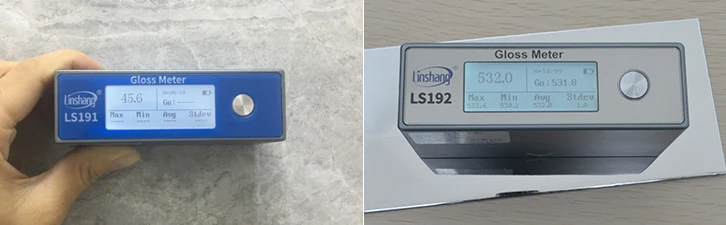 Gloss Meter
Linshang
LS191
45.6
Gu:-----
Max Min Avg Stdev
Gloss Meter
Linshang
LS192
532.0
Gu:531.8
Max Min Avg Stdev